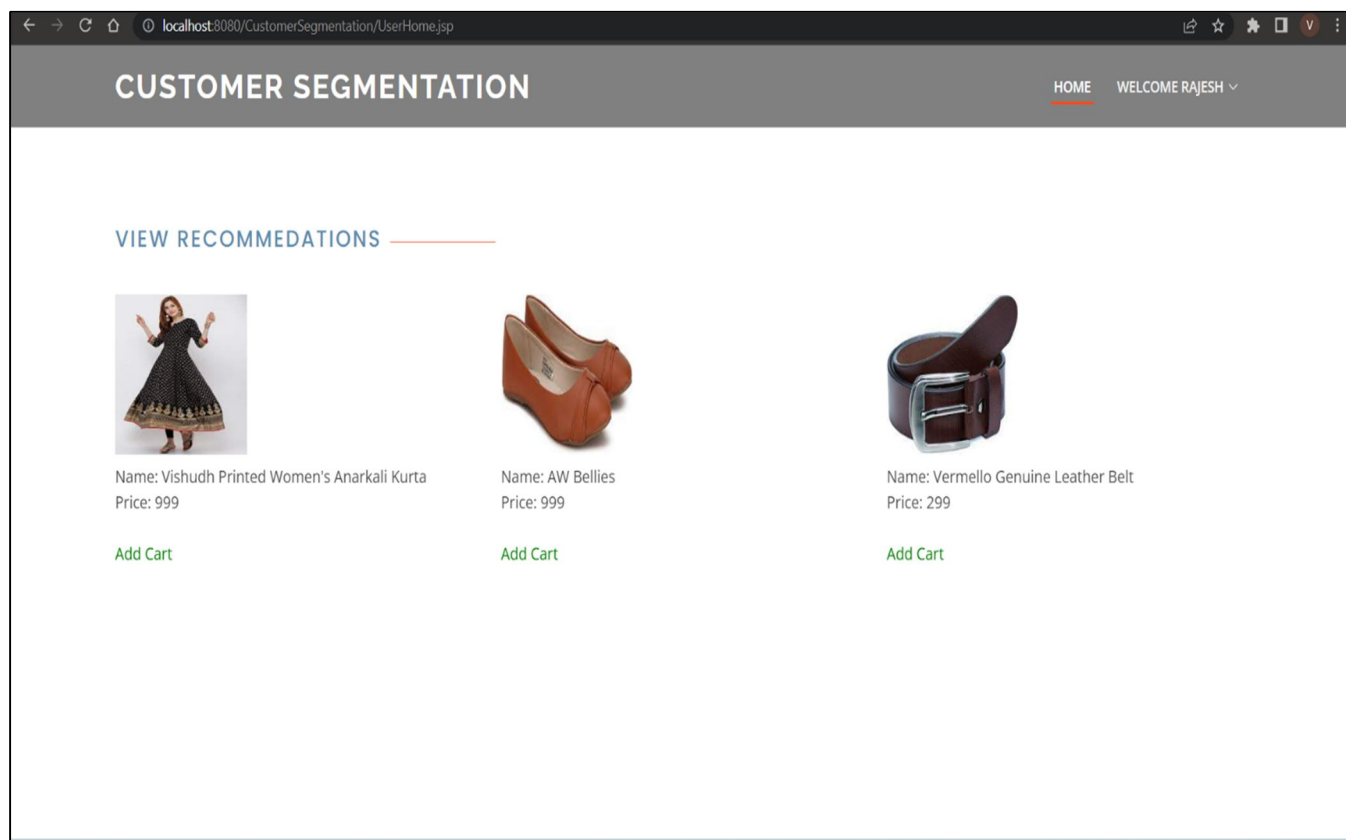 localhost:8080/CustomerSegmentation/UserHome.jsp
V
CUSTOMER SEGMENTATION
HOME
WELCOME RAJESH
VIEW RECOMMEDATIONS
Name: Vishudh Printed Women's Anarkali Kurta
Price: 999
Add Cart
Name: AW Bellies
Price: 999
Add Cart
Name: Vermello Genuine Leather Belt
Price: 299
Add Cart